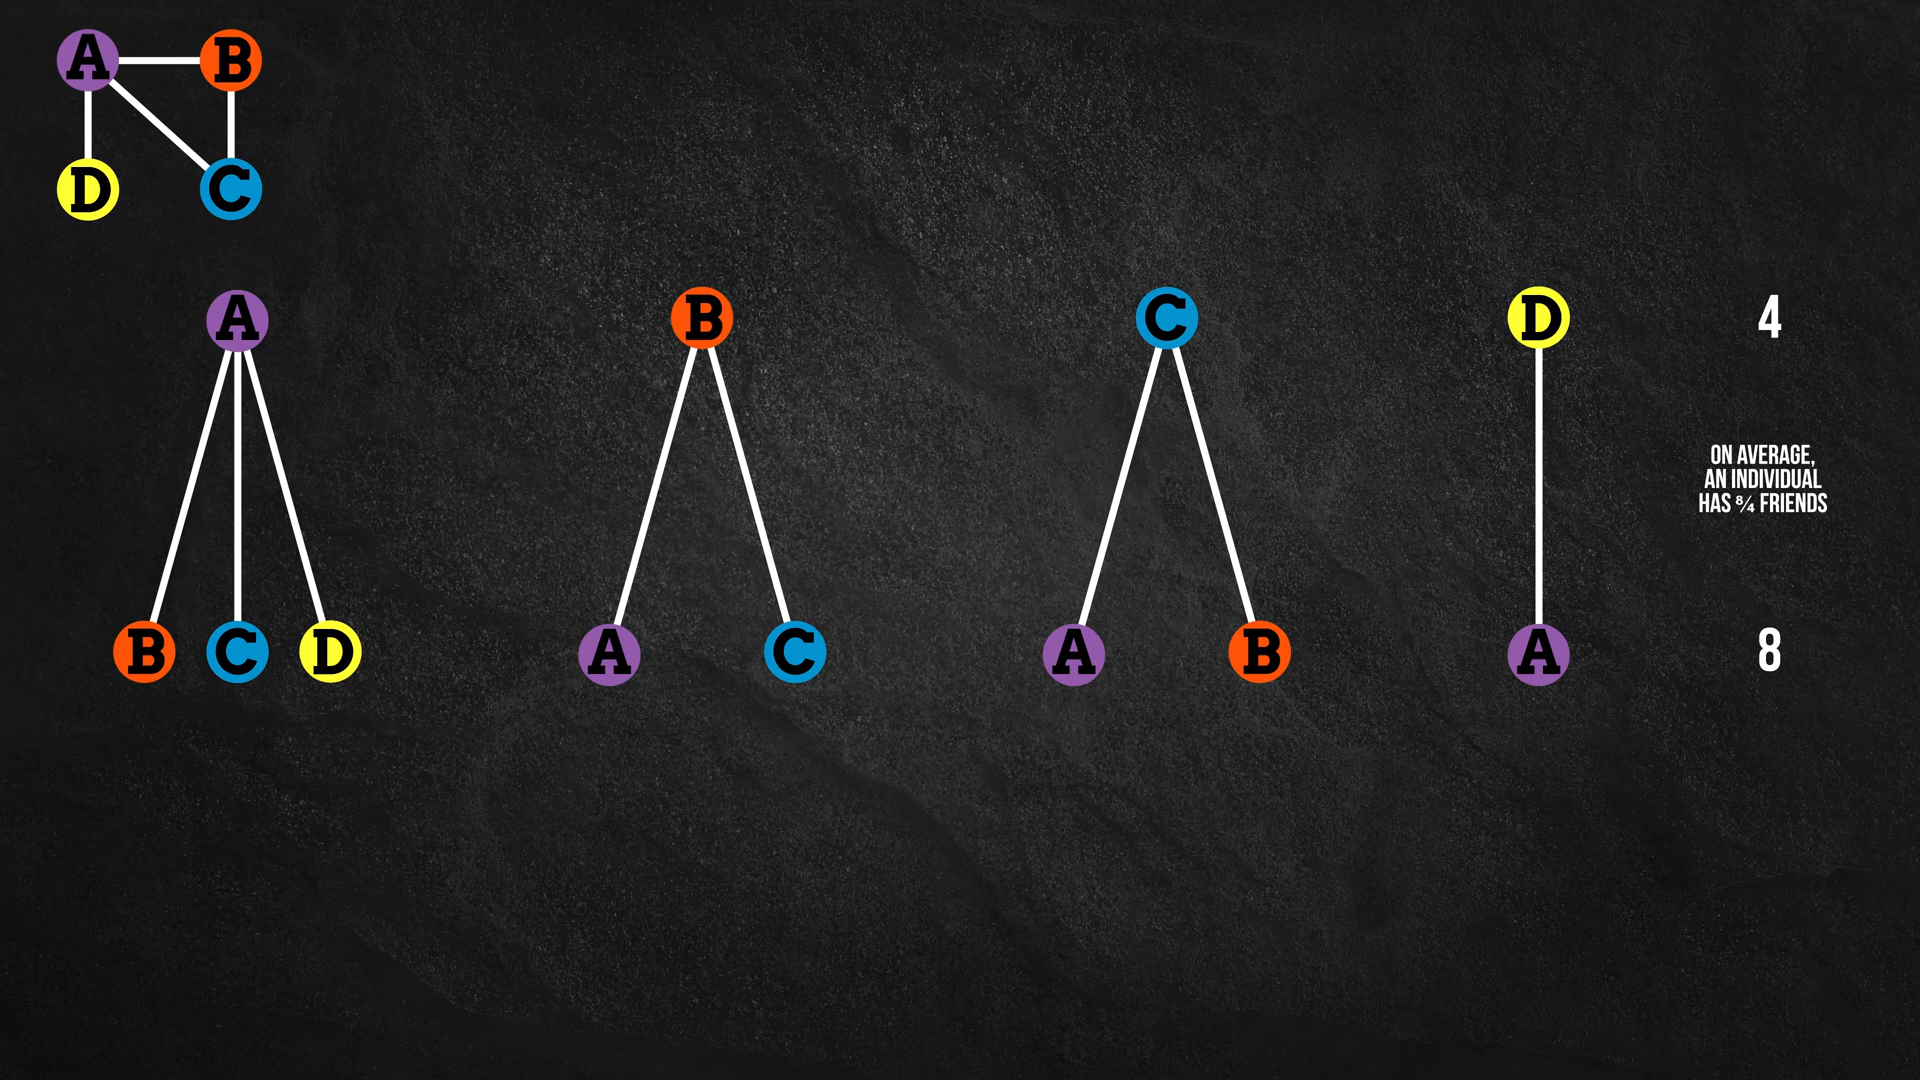 A B
D C
A B C D 4
ON AVERAGE,
AN INDIVIDUAL
HAS ⁸⁄₄ FRIENDS
B C D A C A B A 8